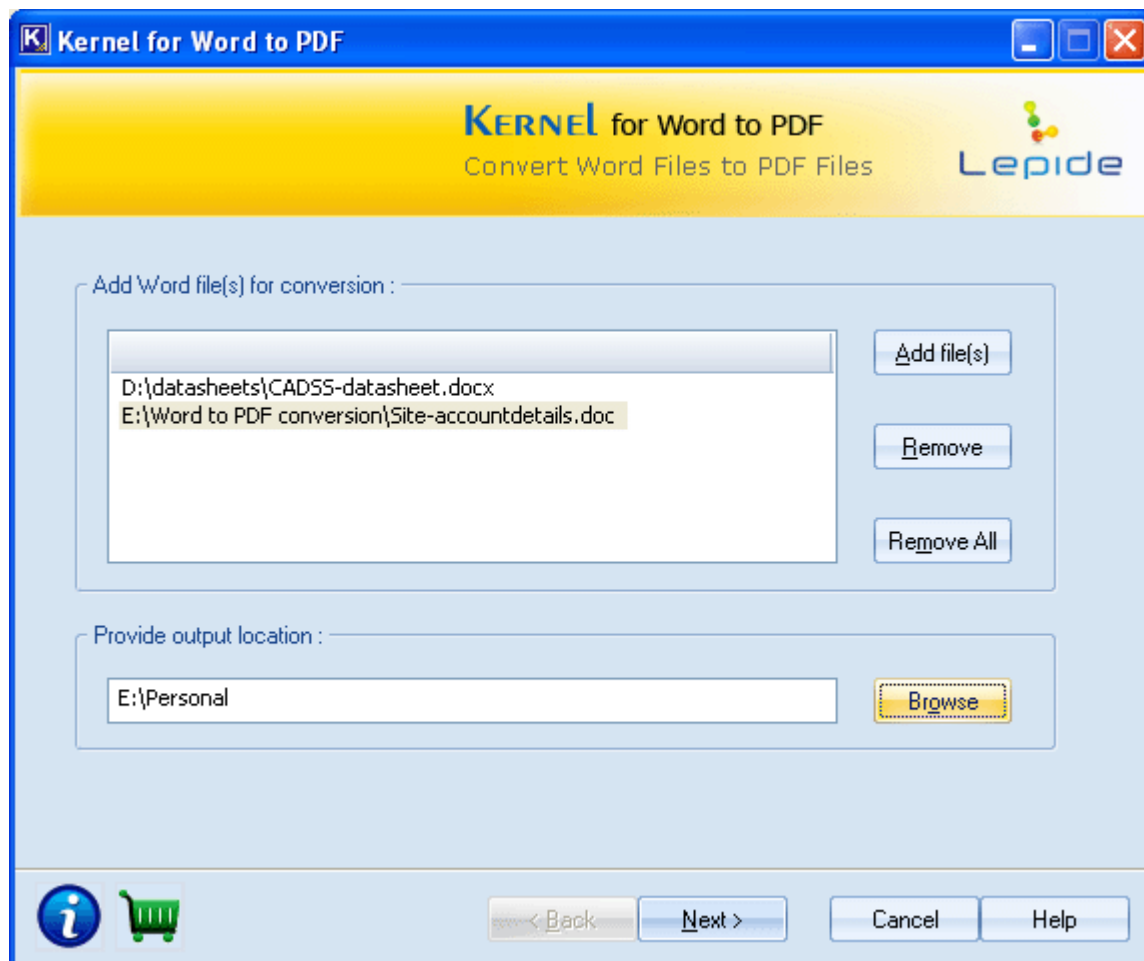 Kernel for Word to PDF
KERNEL for Word to PDF
Convert Word Files to PDF Files
Lepide
Add Word file(s) for conversion :
D:\datasheets\CADSS-datasheet.docx
E:\Word to PDF conversion\Site-accountdetails.doc
Add file(s)
Remove
Remove All
Provide output location :
E:\Personal
Browse
< Back
Next >
Cancel
Help